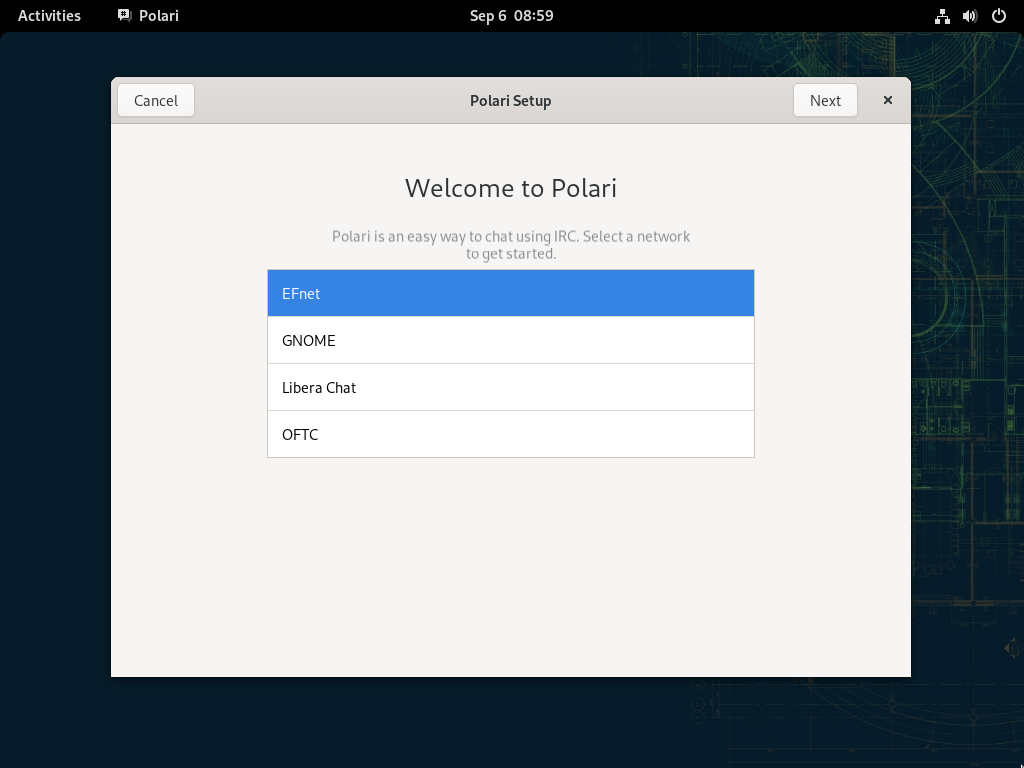 Activities Polari Sep 6 08:59
Cancel Polari Setup Next
Welcome to Polari
Polari is an easy way to chat using IRC. Select a network
to get started.
EFnet
GNOME
Libera Chat
OFTC